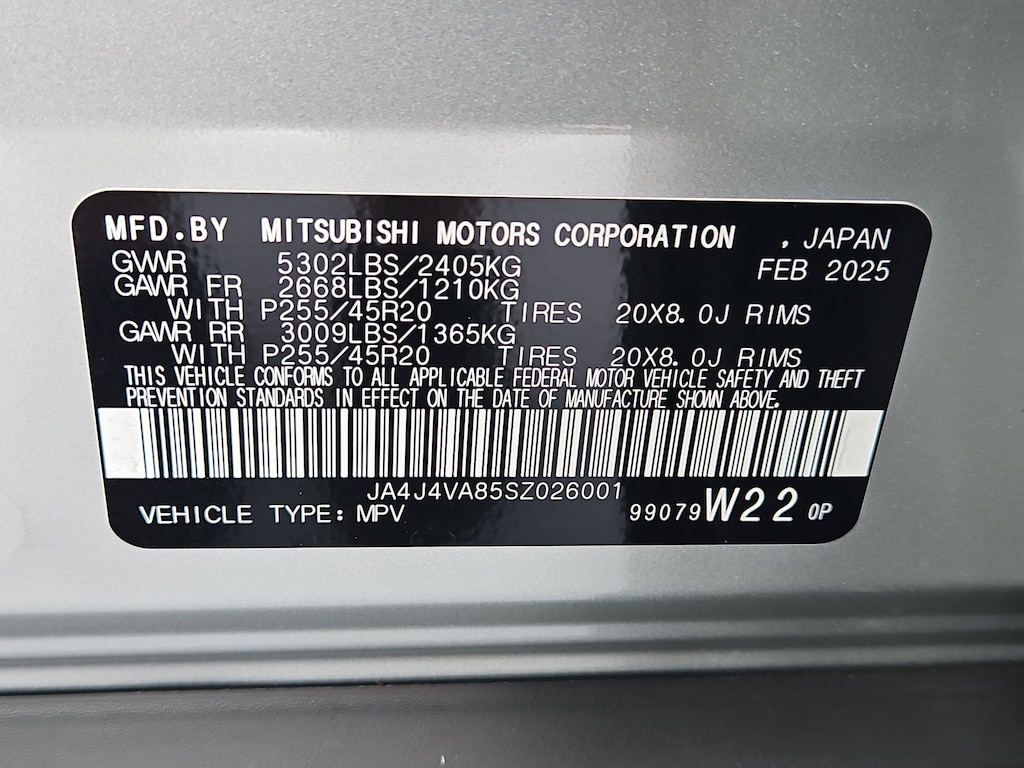 MFD.BY MITSUBISHI MOTORS CORPORATION , JAPAN
GVWR 5302LBS/2405KG FEB 2025
GAWR FR 2668LBS/1210KG
WITH P255/45R20 TIRES 20X8.0J RIMS
GAWR RR 3009LBS/1365KG
WITH P255/45R20 TIRES 20X8.0J RIMS
THIS VEHICLE CONFORMS TO ALL APPLICABLE FEDERAL MOTOR VEHICLE SAFETY AND THEFT
PREVENTION STANDARDS IN EFFECT ON THE DATE OF MANUFACTURE SHOWN ABOVE.
JA4J4VA85SZ026001
VEHICLE TYPE: MPV 99079 W22 0P